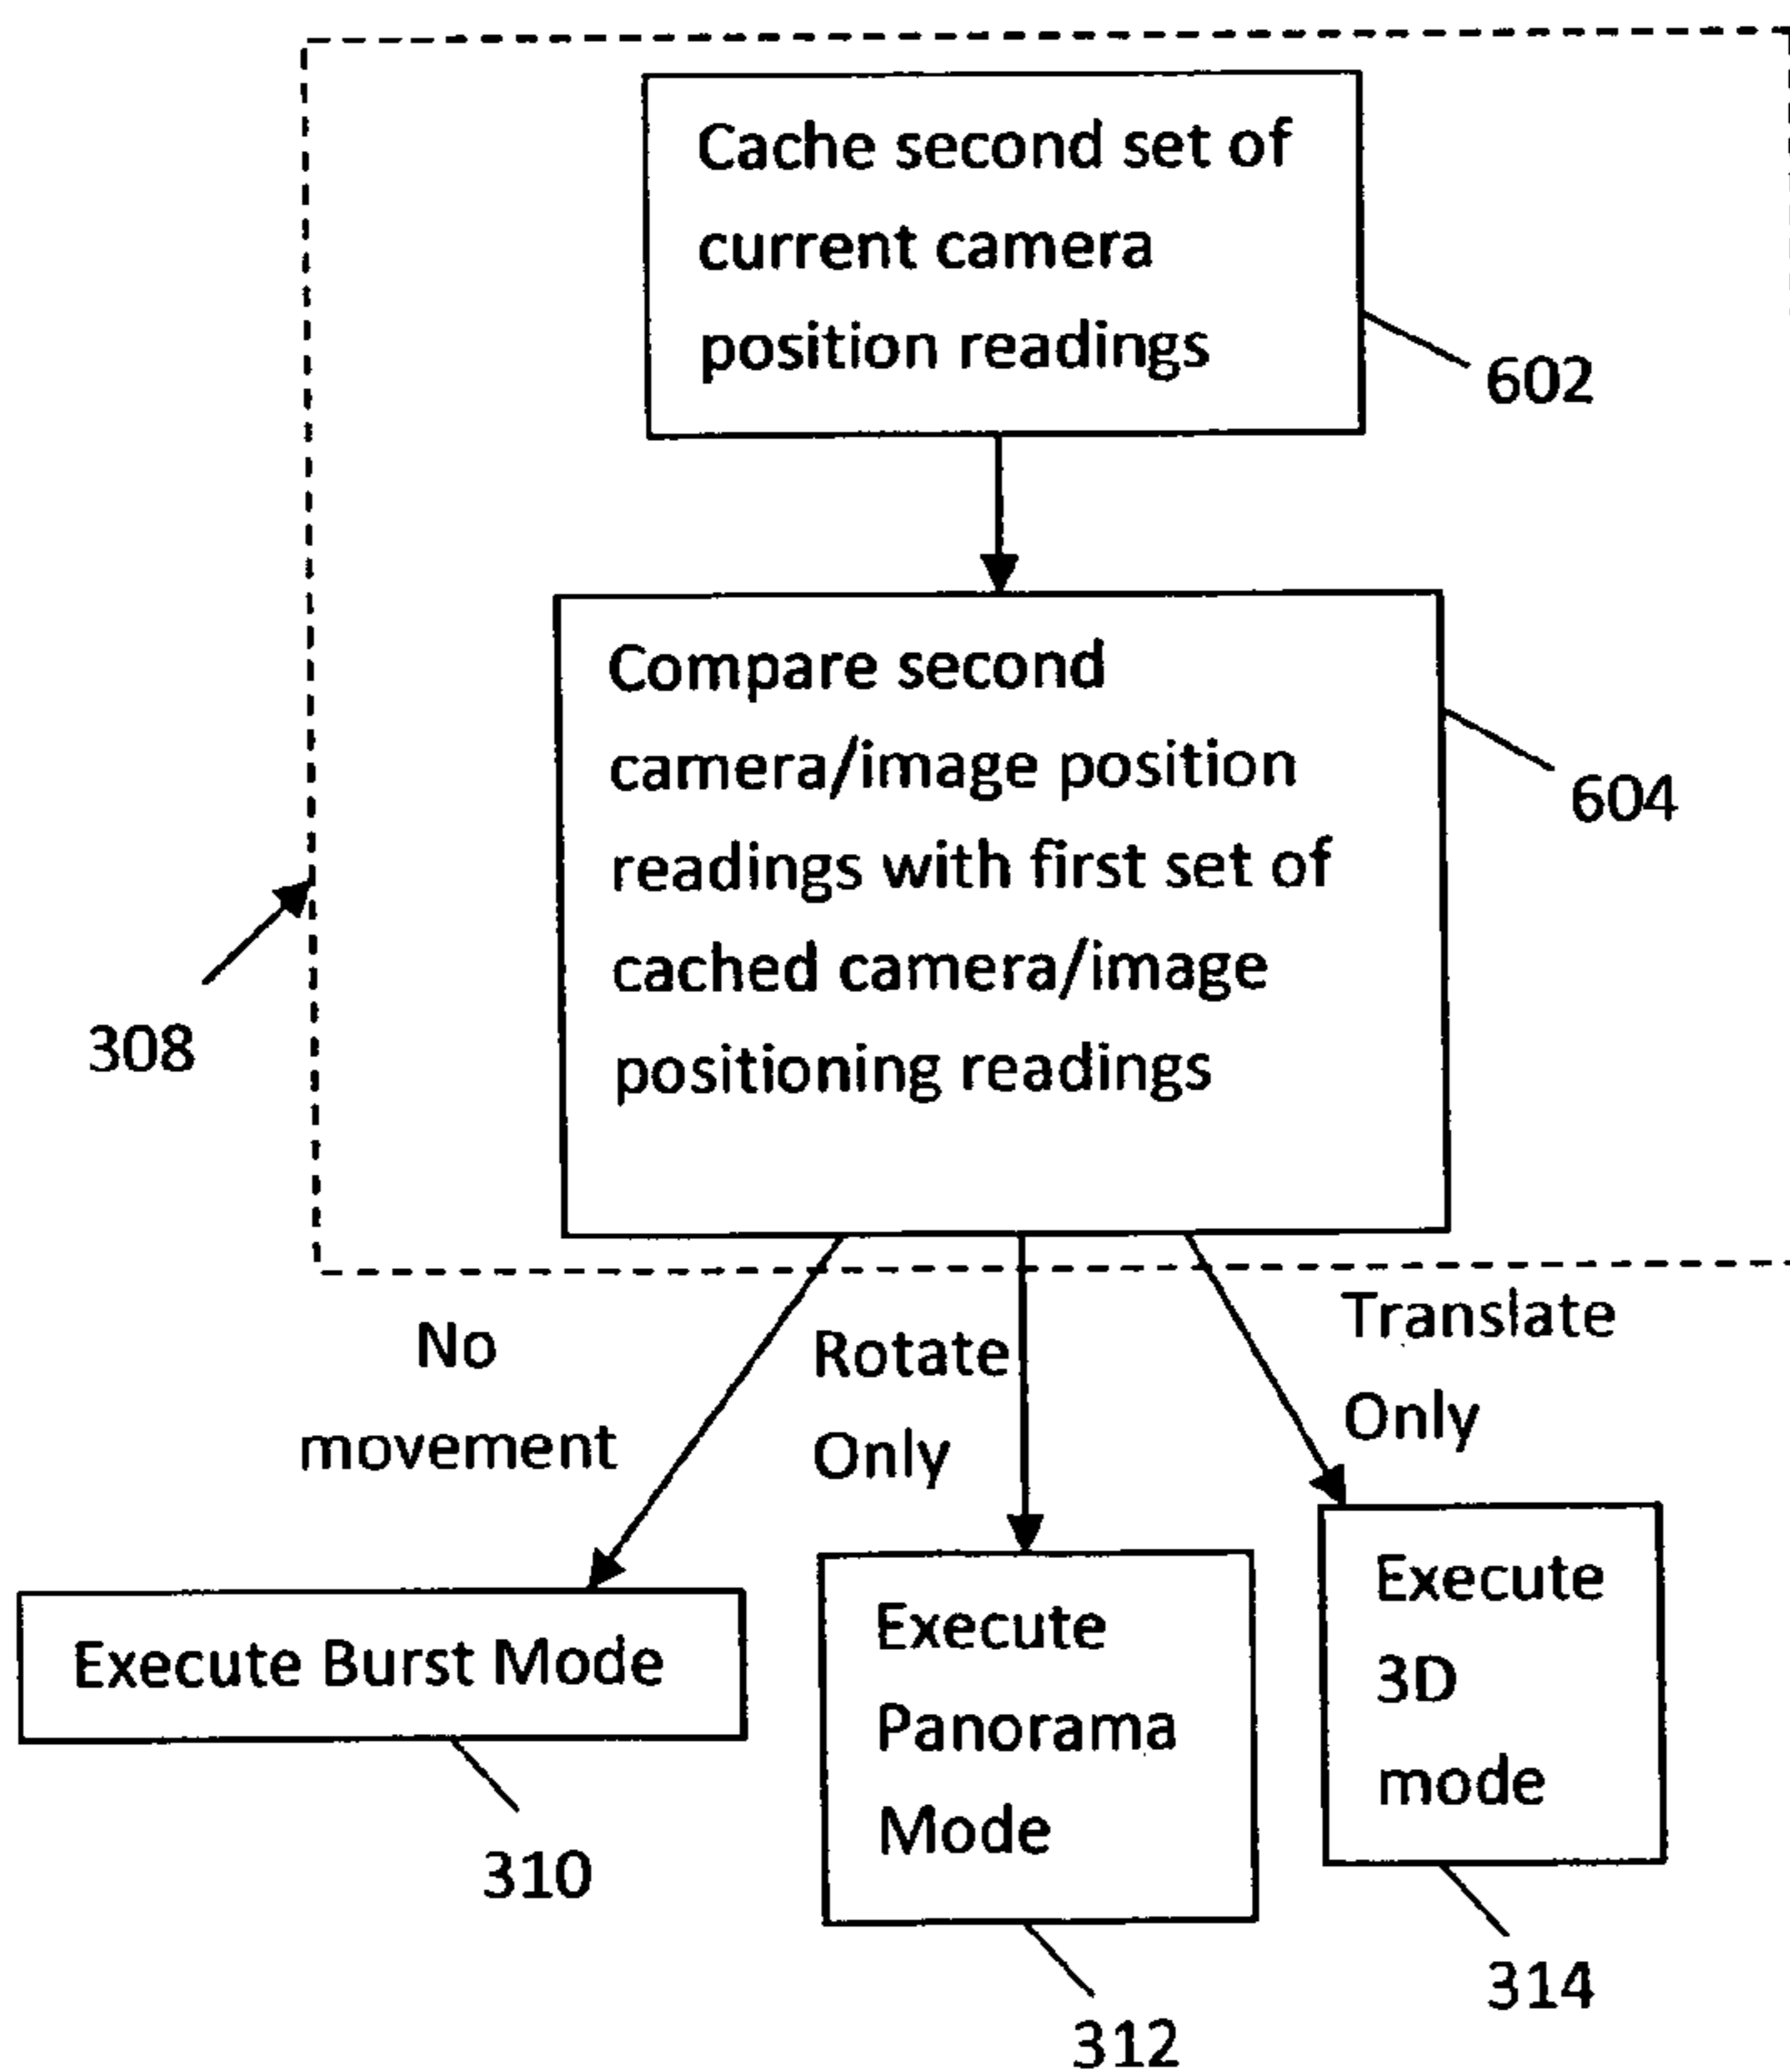 Cache second set of
current camera
position readings
602
Compare second
camera/image position
readings with first set of
cached camera/image
positioning readings
604
308
No
movement
Rotate
Only
Translate
Only
Execute Burst Mode
310
Execute
Panorama
Mode
312
Execute
3D
mode
314